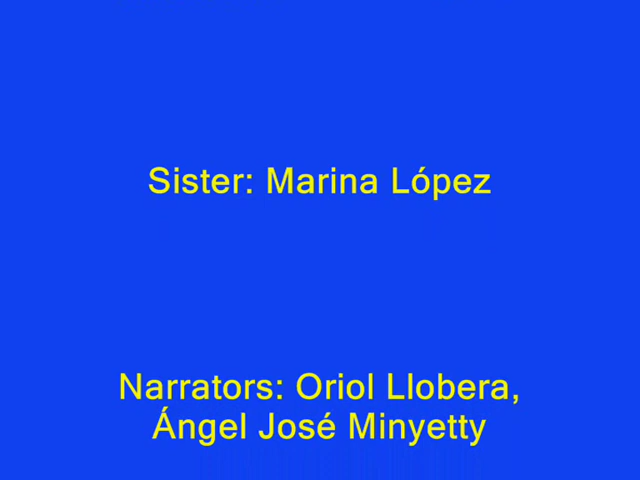 Sister: Marina López
Narrators: Oriol Llobera,
Ángel José Minyetty